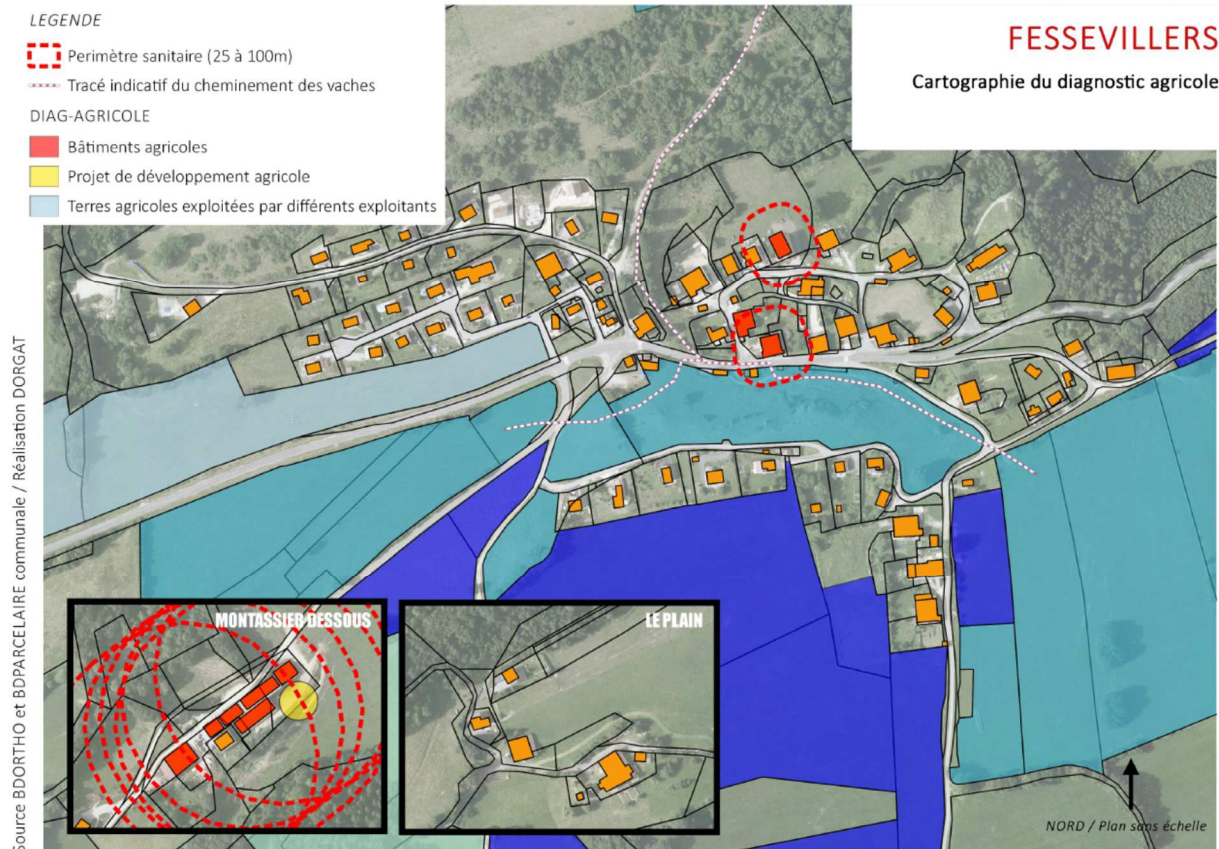 LEGENDE
Perimètre sanitaire (25 à 100m)
Tracé indicatif du cheminement des vaches
DIAG-AGRICOLE
Bâtiments agricoles
Projet de développement agricole
Terres agricoles exploitées par différents exploitants
FESSEVILLERS
Cartographie du diagnostic agricole
Source BDORTHO et BDPARCELAIRE communale / Réalisation DORGAT
MONTASSIER DESSOUS
LE PLAIN
NORD / Plan sans échelle